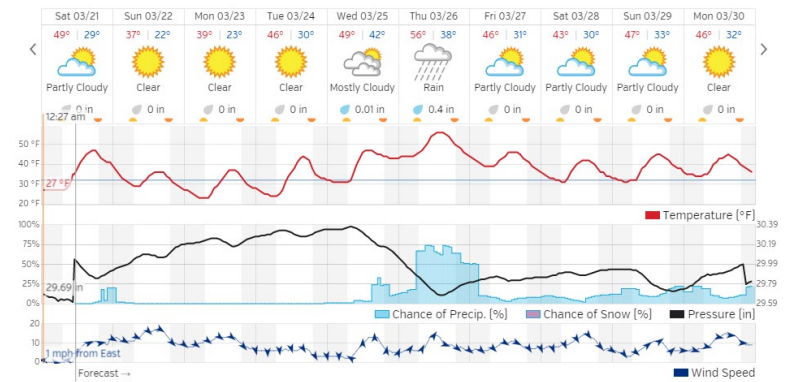 Sat 03/21 Sun 03/22 Mon 03/23 Tue 03/24 Wed 03/25 Thu 03/26 Fri 03/27 Sat 03/28 Sun 03/29 Mon 03/30
49° | 29° 37° | 22° 39° | 23° 46° | 30° 49° | 42° 56° | 38° 46° | 31° 43° | 30° 47° | 33° 46° | 32°
Partly Cloudy Clear Clear Clear Mostly Cloudy Rain Partly Cloudy Partly Cloudy Partly Cloudy Clear
0 in 0 in 0 in 0 in 0.01 in 0.4 in 0 in 0 in 0 in 0 in
12:27 am
50 °F
40 °F
30 °F
27 °F
20 °F
Temperature (°F)
100% 30.39
75% 30.19
50% 29.99
25% 29.79
29.69 in
0% 29.59
Chance of Precip. (%) Chance of Snow (%) Pressure (in)
20
10
0
1 mph from East
Forecast → Wind Speed